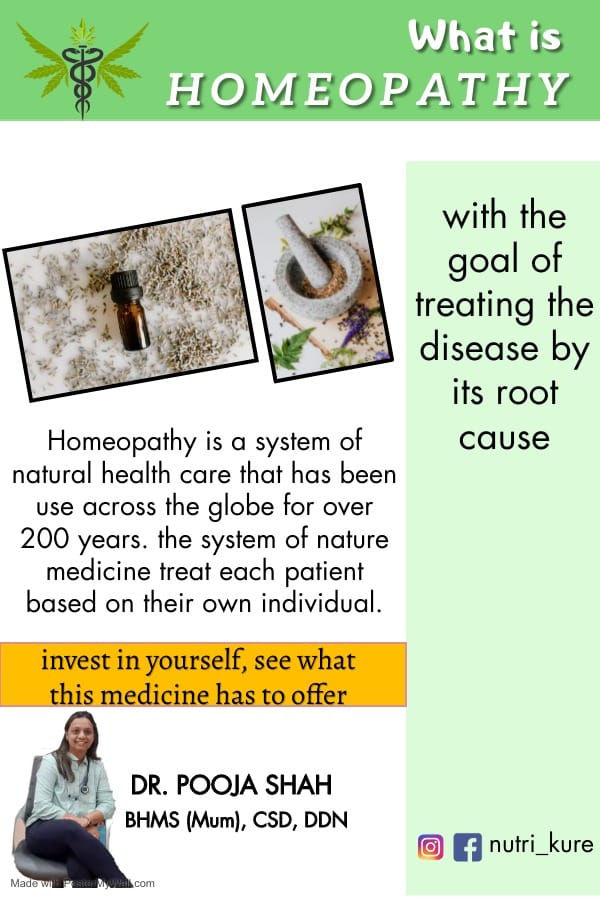 What is
HOMEOPATHY
with the
goal of
treating the
disease by
its root
cause
Homeopathy is a system of
natural health care that has been
use across the globe for over
200 years. the system of nature
medicine treat each patient
based on their own individual.
invest in yourself, see what
this medicine has to offer
DR. POOJA SHAH
BHMS (Mum), CSD, DDN
nutri_kure
Made with PosterMyWall.com